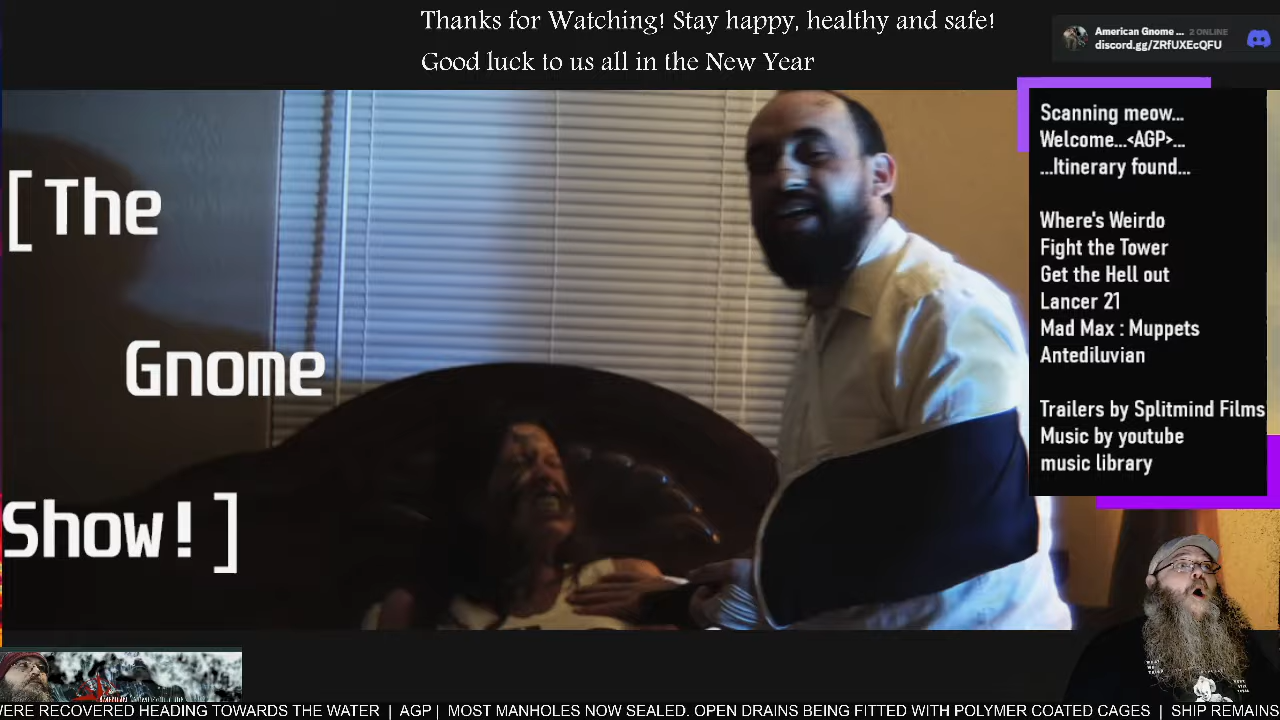 Thanks for Watching! Stay happy, healthy and safe!
Good luck to us all in the New Year
American Gnome ... 2 ONLINE
discord.gg/ZRfUXEcQFU
[The
Gnome
Show!]
Scanning meow...
Welcome...<AGP>...
...Itinerary found...
Where's Weirdo
Fight the Tower
Get the Hell out
Lancer 21
Mad Max : Muppets
Antediluvian
Trailers by Splitmind Films
Music by youtube
music library
WERE RECOVERED HEADING TOWARDS THE WATER | AGP | MOST MANHOLES NOW SEALED. OPEN DRAINS BEING FITTED WITH POLYMER COATED CAGES | SHIP REMAINS